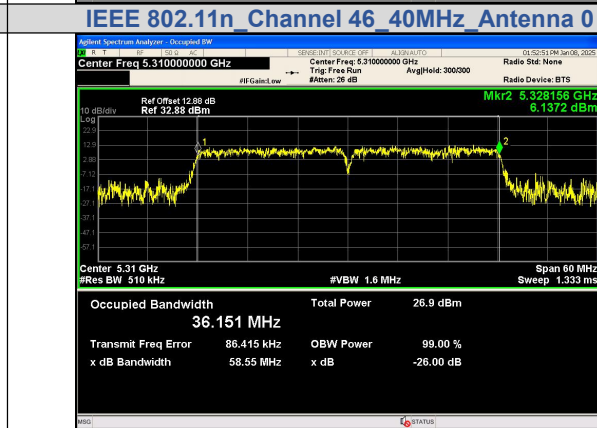 IEEE 802.11n_Channel 46_40MHz_Antenna 0
Agilent Spectrum Analyzer - Occupied BW
R T RF 50 Ω AC SENSE:INT SOURCE OFF ALIGN AUTO 01:52:51 PM Jan 08, 2025
Center Freq 5.310000000 GHz Center Freq: 5.310000000 GHz Radio Std: None
Trig: Free Run Avg|Hold: 300/300
#IFGain:Low #Atten: 26 dB Radio Device: BTS
Mkr2 5.328156 GHz
Ref Offset 12.88 dB 6.1372 dBm
10 dB/div Ref 32.88 dBm
Log
22.9
12.9 1 2
2.88
-7.12
-17.1
-27.1
-37.1
-47.1
-57.1
Center 5.31 GHz Span 60 MHz
#Res BW 510 kHz #VBW 1.6 MHz Sweep 1.333 ms
Occupied Bandwidth Total Power 26.9 dBm
36.151 MHz
Transmit Freq Error 86.415 kHz OBW Power 99.00 %
x dB Bandwidth 58.55 MHz x dB -26.00 dB
MSG STATUS